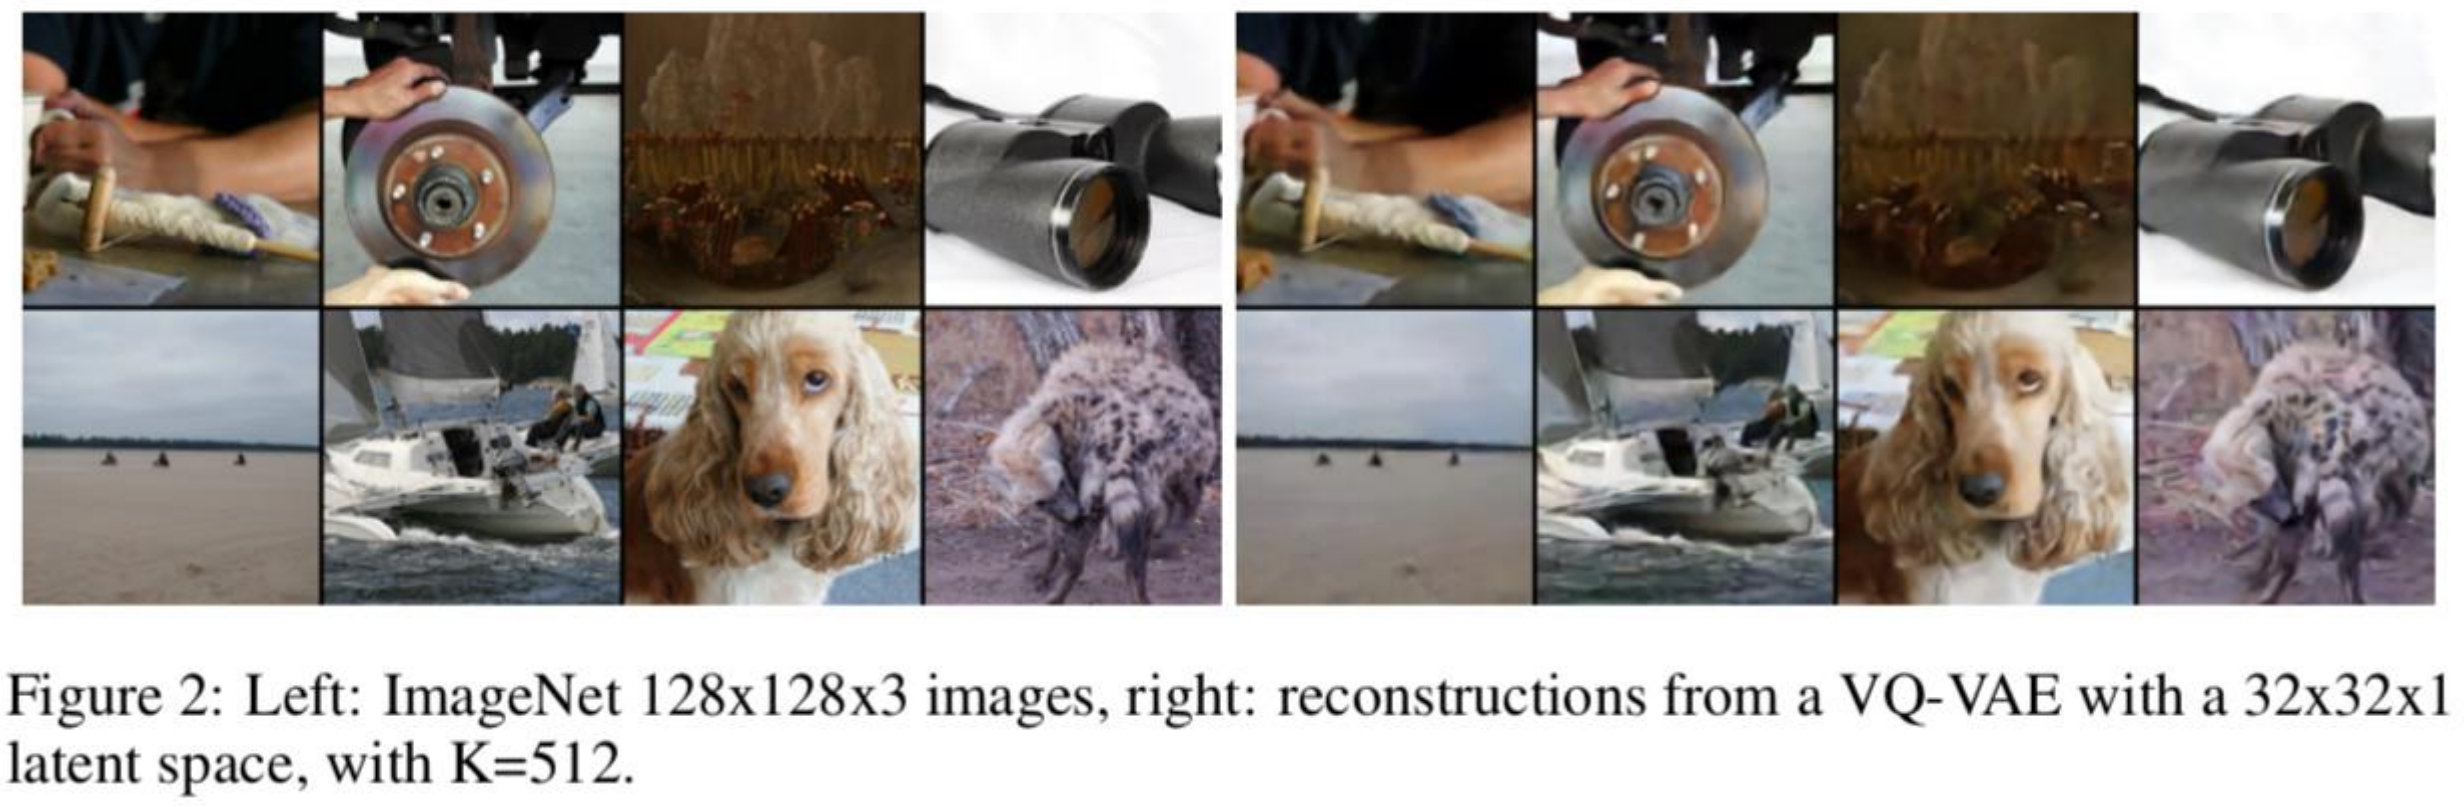 Figure 2: Left: ImageNet 128x128x3 images, right: reconstructions from a VQ-VAE with a 32x32x1
latent space, with K=512.